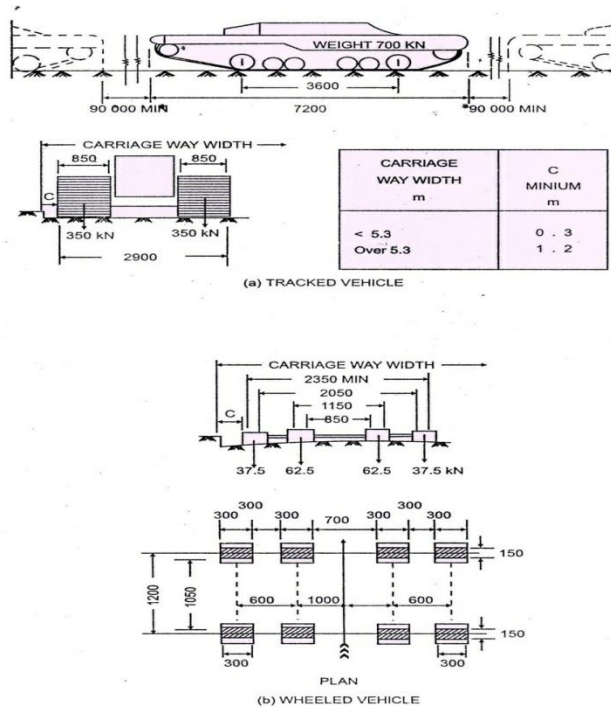 WEIGHT 700 KN
3600
90 000 MIN
7200
90 000 MIN
CARRIAGE WAY WIDTH
850
850
C
350 kN
350 kN
2900
CARRIAGE
WAY WIDTH
m
C
MINIUM
m
< 5.3
0 . 3
Over 5.3
1 . 2
(a) TRACKED VEHICLE
CARRIAGE WAY WIDTH
2350 MIN
C
2050
1150
850
37.5
62.5
62.5
37.5 kN
300
300
300
300
700
300
300
300
150
1200
1050
600
1000
600
150
300
300
PLAN
(b) WHEELED VEHICLE